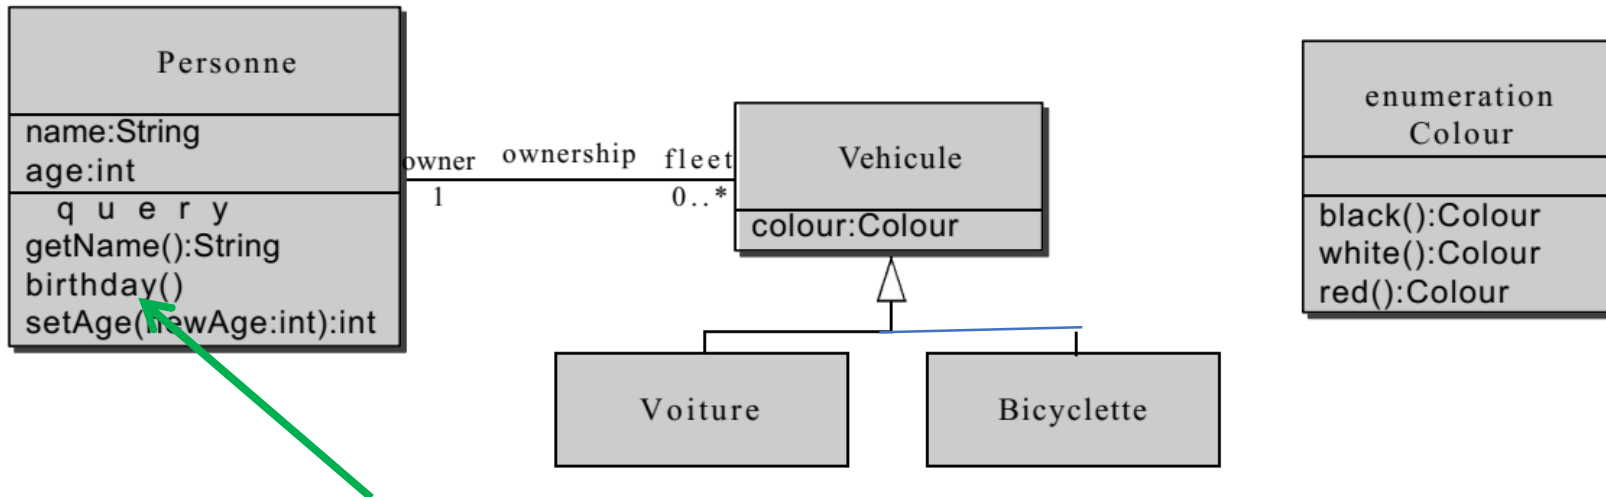 Personne
name:String
age:int
query
getName():String
birthday()
setAge(newAge:int):int
owner
1
ownership
fleet
0..*
Vehicule
colour:Colour
Voiture
Bicyclette
enumeration
Colour
black():Colour
white():Colour
red():Colour